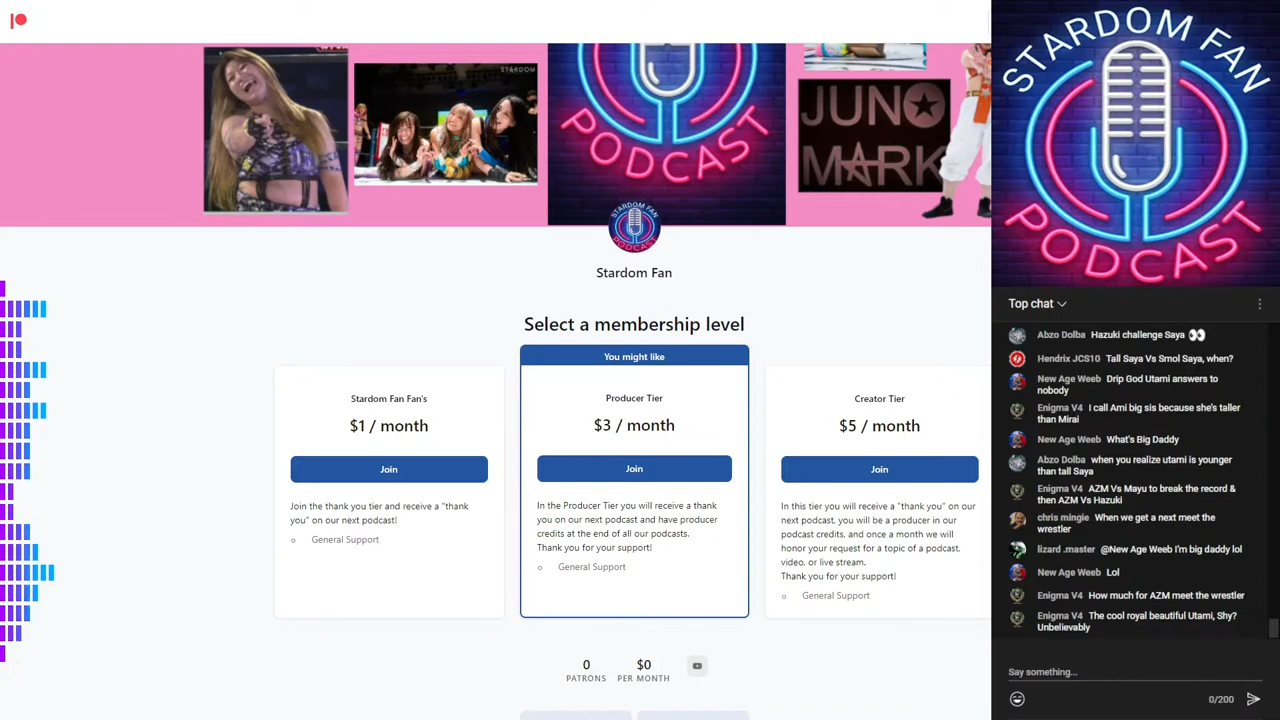 STARDOM
JUNO
MARK
PODCAST
STARDOM FAN
PODCAST
Stardom Fan
Select a membership level
You might like
Stardom Fan Fan's
$1 / month
Join
Join the thank you tier and receive a "thank
you" on our next podcast!
General Support
Producer Tier
$3 / month
Join
In the Producer Tier you will receive a thank
you on our next podcast and have producer
credits at the end of all our podcasts.
Thank you for your support!
General Support
Creator Tier
$5 / month
Join
In this tier you will receive a "thank you" on our
next podcast, you will be a producer in our
podcast credits, and once a month we will
honor your request for a topic of a podcast,
video, or live stream.
Thank you for your support!
General Support
0
PATRONS
$0
PER MONTH
STARDOM FAN
PODCAST
Top chat
Abzo Dolba Hazuki challenge Saya 👀
Hendrix JCS10 Tall Saya Vs Smol Saya, when?
New Age Weeb Drip God Utami answers to
nobody
Enigma V4 I call Ami big sis because she's taller
than Mirai
New Age Weeb What's Big Daddy
Abzo Dolba when you realize utami is younger
than tall Saya
Enigma V4 AZM Vs Mayu to break the record &
then AZM Vs Hazuki
chris mingie When we get a next meet the
wrestler
lizard .master @New Age Weeb I'm big daddy lol
New Age Weeb Lol
Enigma V4 How much for AZM meet the wrestler
Enigma V4 The cool royal beautiful Utami, Shy?
Unbelievably
Say something...
0/200